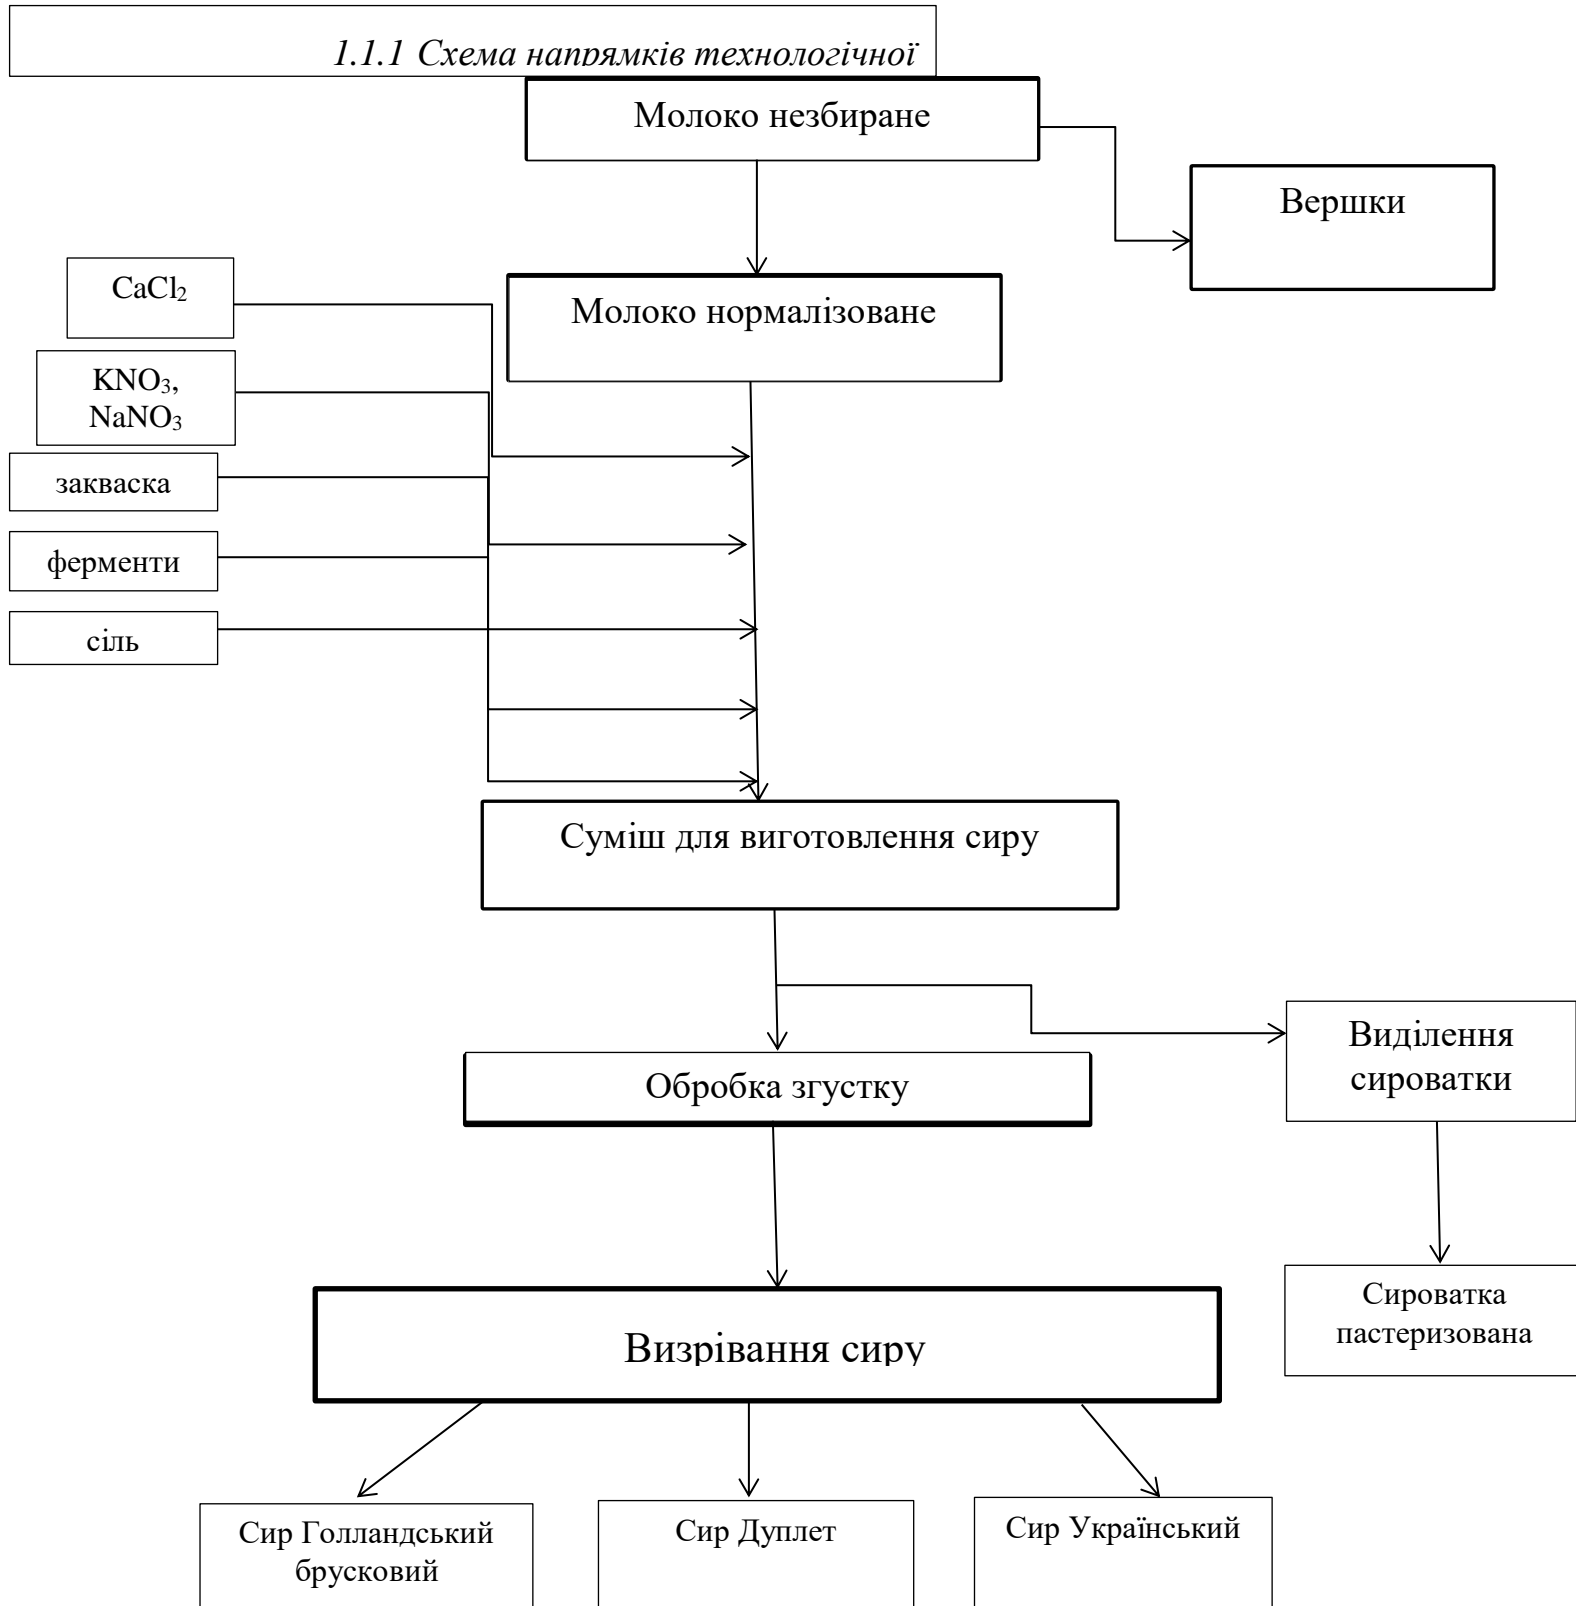 1.1.1 Схема напрямків технологічної
Молоко незбиране
Вершки
CaCl₂
Молоко нормалізоване
KNO₃,
NaNO₃
закваска
ферменти
сіль
Суміш для виготовлення сиру
Виділення
сироватки
Обробка згустку
Сироватка
пастеризована
Визрівання сиру
Сир Голландський
брусковий
Сир Дуплет
Сир Український